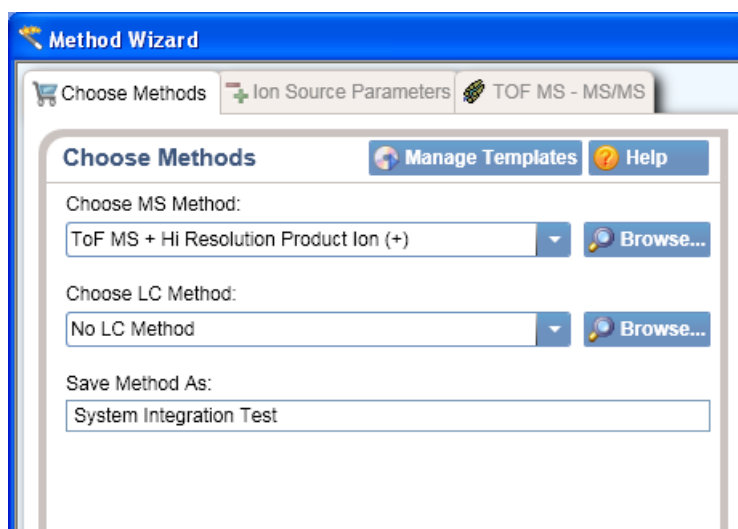 Method Wizard
Choose Methods Ion Source Parameters TOF MS - MS/MS
Choose Methods Manage Templates Help
Choose MS Method:
ToF MS + Hi Resolution Product Ion (+) Browse...
Choose LC Method:
No LC Method Browse...
Save Method As:
System Integration Test